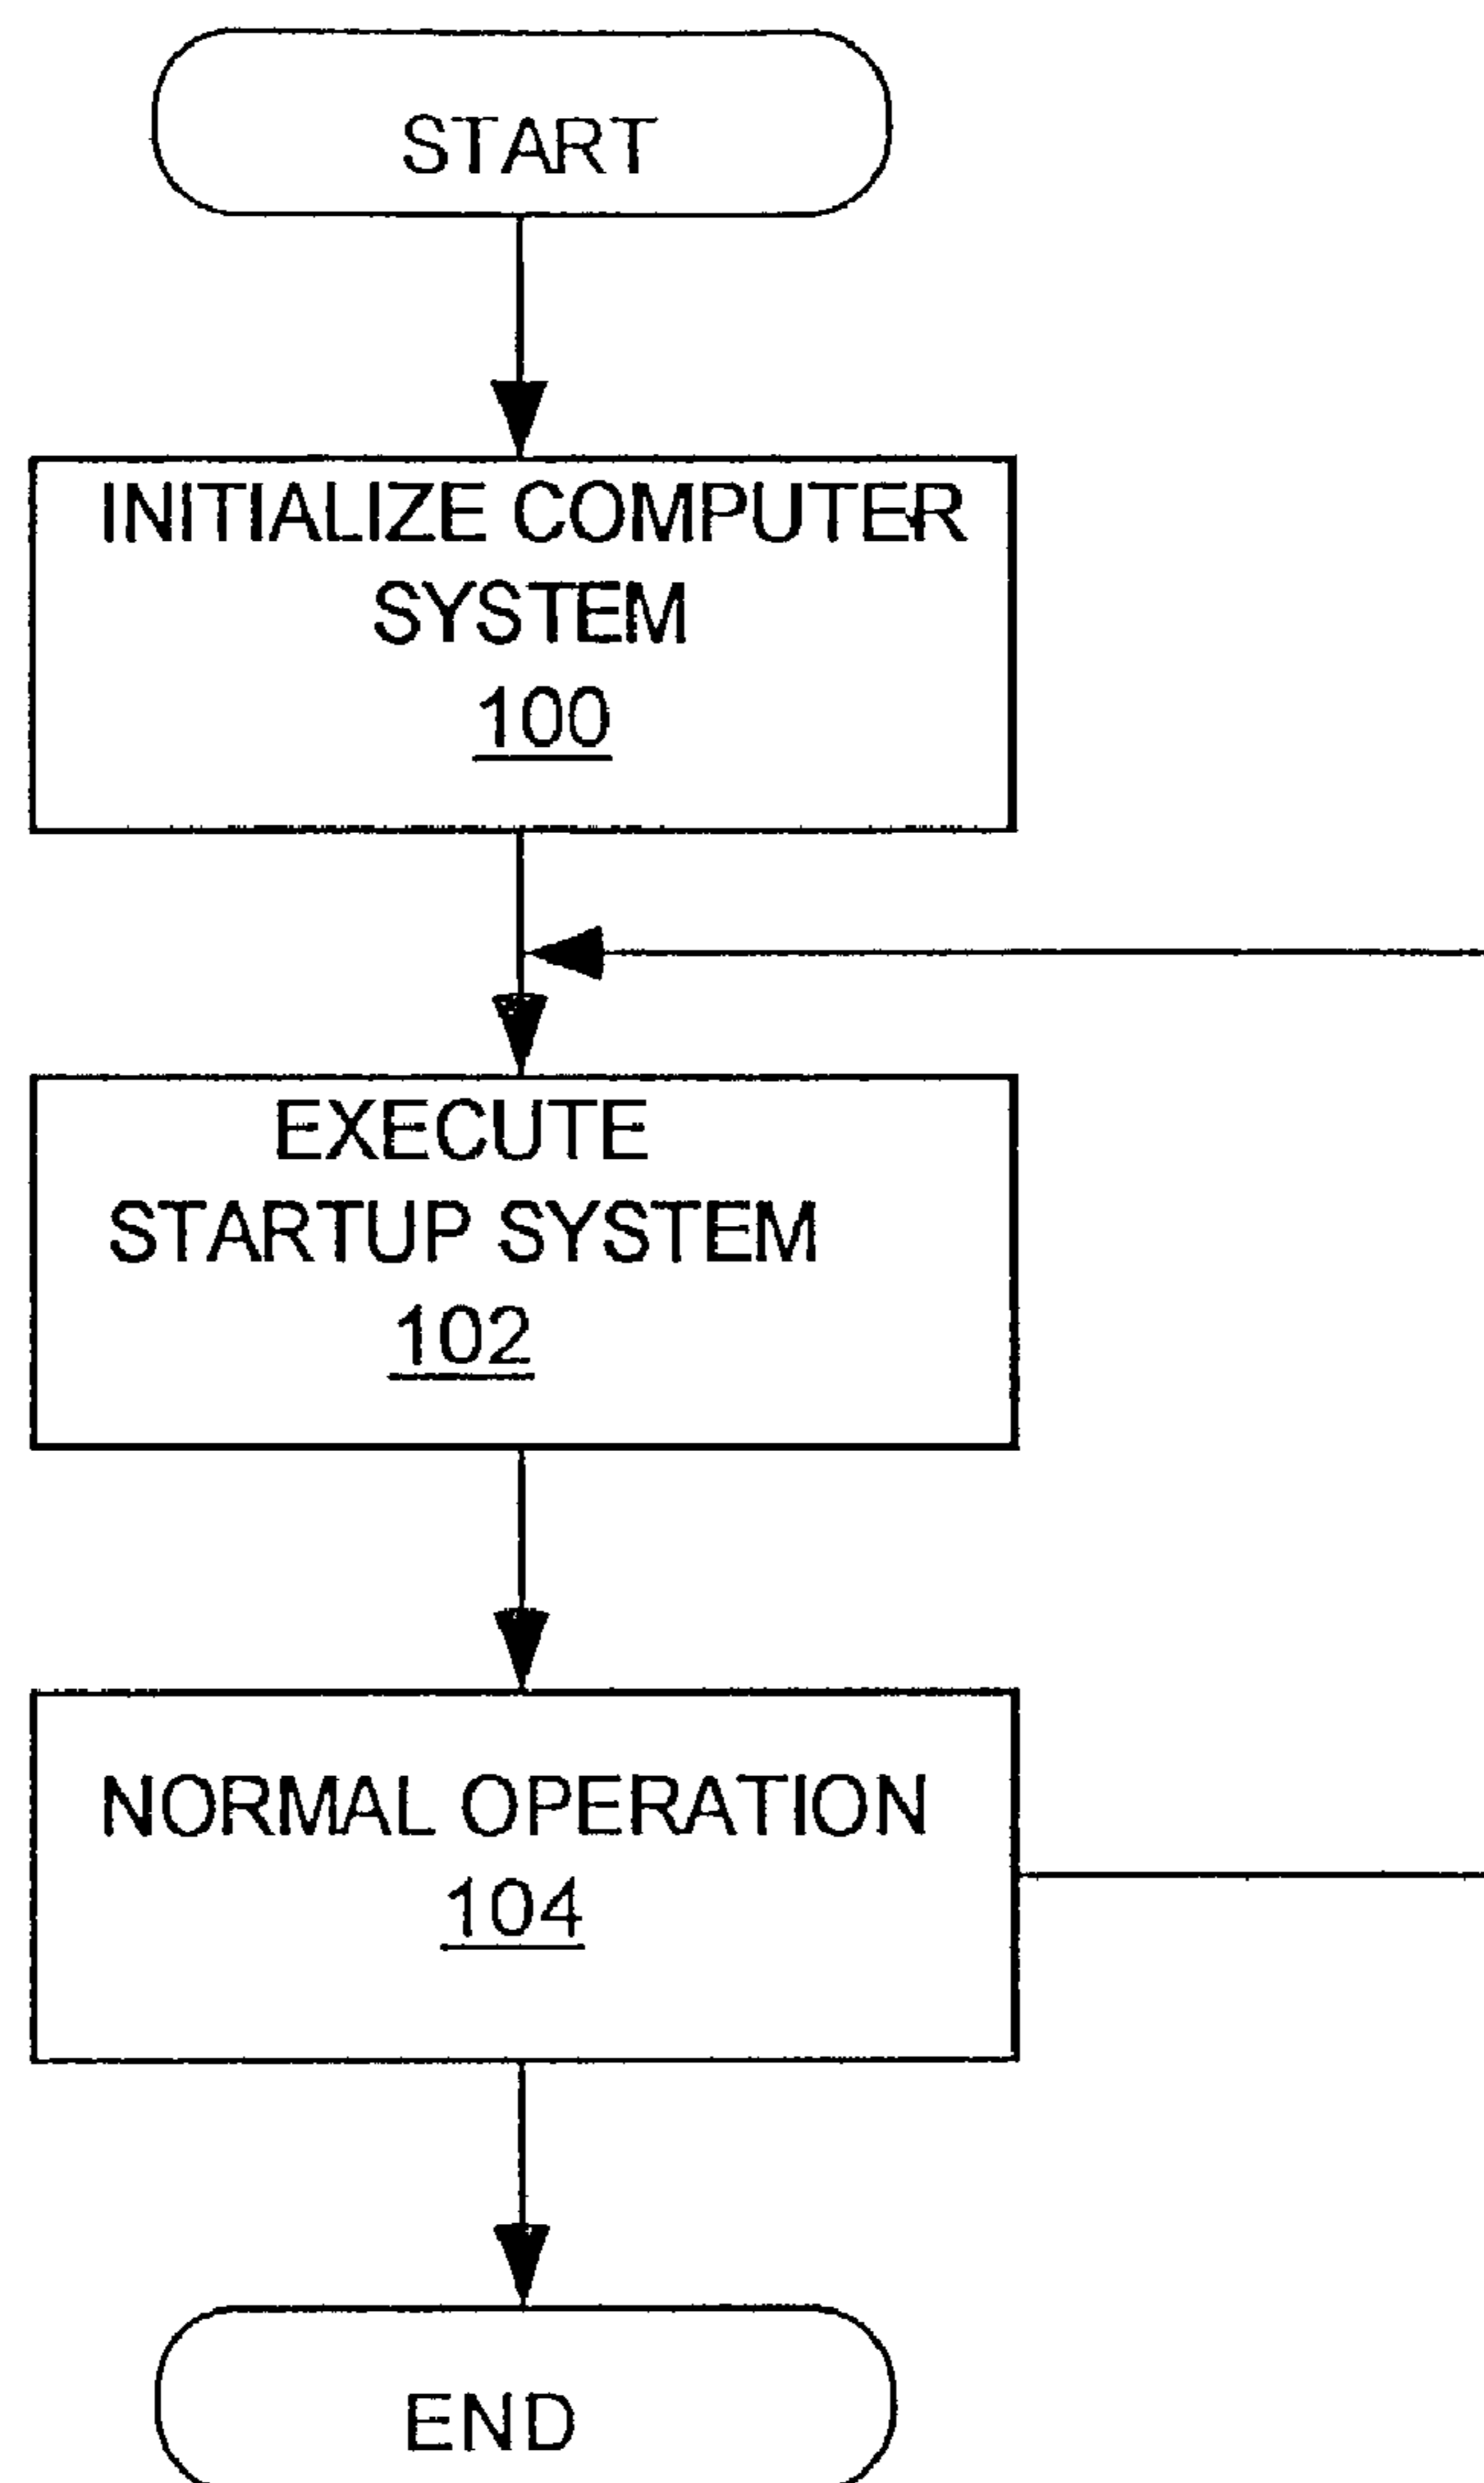 START
INITIALIZE COMPUTER
SYSTEM
100
EXECUTE
STARTUP SYSTEM
102
NORMAL OPERATION
104
END